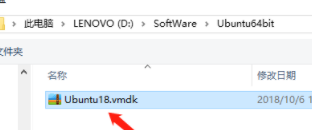 此电脑 > LENOVO (D:) > SoftWare > Ubuntu64bit
文件夹
名称 修改日期
Ubuntu18.vmdk 2018/10/6 1